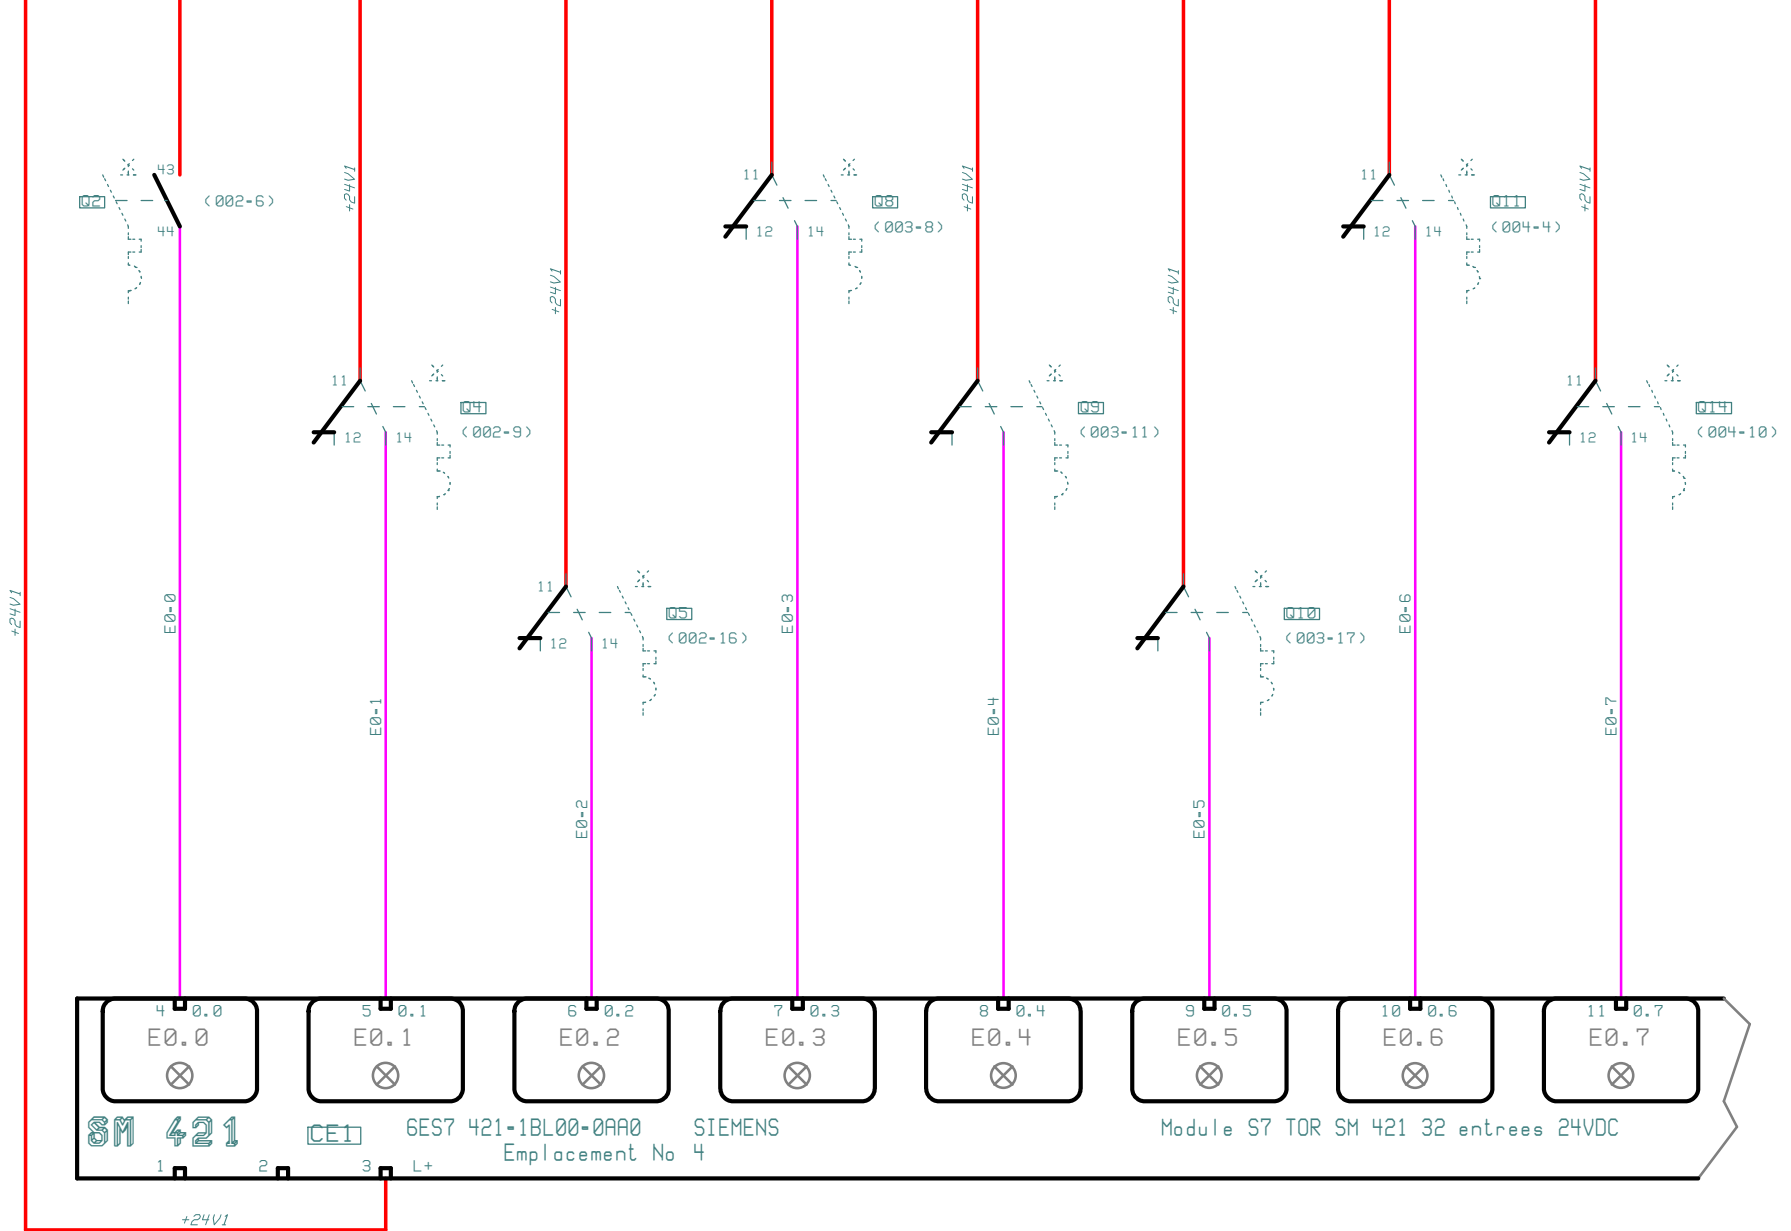 43
Q2
(002-6)
44
+24V1
11
Q8
12
14
(003-8)
+24V1
11
Q11
12
14
(004-4)
+24V1
+24V1
+24V1
11
Q4
12
14
(002-9)
Q9
(003-11)
11
Q14
12
14
(004-10)
11
Q5
12
14
(002-16)
Q10
(003-17)
+24V1
E0-0
E0-1
E0-2
E0-3
E0-4
E0-5
E0-6
E0-7
4 0.0
5 0.1
6 0.2
7 0.3
8 0.4
9 0.5
10 0.6
11 0.7
E0.0
E0.1
E0.2
E0.3
E0.4
E0.5
E0.6
E0.7
SM 421
CE1
6ES7 421-1BL00-0AA0
SIEMENS
Module S7 TOR SM 421 32 entrees 24VDC
Emplacement No 4
1
2
3
L+
+24V1